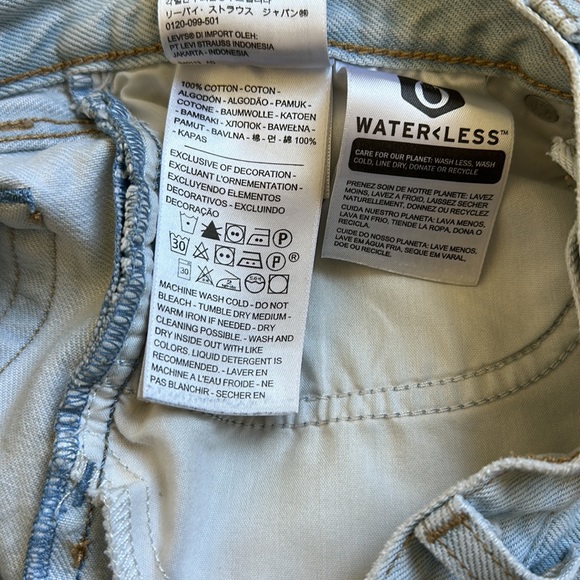 リーバイ・ストラウス ジャパン㈱
0120-099-501
LEVI'S® DI IMPORT OLEH:
PT LEVI STRAUSS INDONESIA
JAKARTA - INDONESIA
100% COTTON - COTON -
ALGODÓN - ALGODÃO - PAMUK -
COTONE - BAUMWOLLE - KATOEN
- BAMBAKI - ХЛОПОК - BAWEŁNA -
PAMUT - BAVLNA - 棉 - 면 - 綿 100%
- KAPAS
EXCLUSIVE OF DECORATION -
EXCLUANT L'ORNEMENTATION -
EXCLUYENDO ELEMENTOS
DECORATIVOS - EXCLUINDO
DECORAÇÃO
P
30 P ®
30
MACHINE WASH COLD - DO NOT
BLEACH - TUMBLE DRY MEDIUM -
WARM IRON IF NEEDED - DRY
CLEANING POSSIBLE. - WASH AND
DRY INSIDE OUT WITH LIKE
COLORS. LIQUID DETERGENT IS
RECOMMENDED. - LAVER EN
MACHINE A L'EAU FROIDE - NE
PAS BLANCHIR - SECHER EN
WATER<LESS™
CARE FOR OUR PLANET: WASH LESS, WASH
COLD, LINE DRY, DONATE OR RECYCLE
PRENEZ SOIN DE NOTRE PLANETE: LAVEZ
MOINS, LAVEZ A FROID, LAISSEZ SECHER
NATURELLEMENT, DONNEZ OU RECYCLEZ
CUIDA NUESTRO PLANETA: LAVA MENOS,
LAVA EN FRIO, TIENDE LA ROPA, DONA O
RECICLA.
CUIDE DO NOSSO PLANETA: LAVE MENOS,
LAVE EM ÁGUA FRIA, SEQUE EM VARAL,
DOE OU RECICLE.